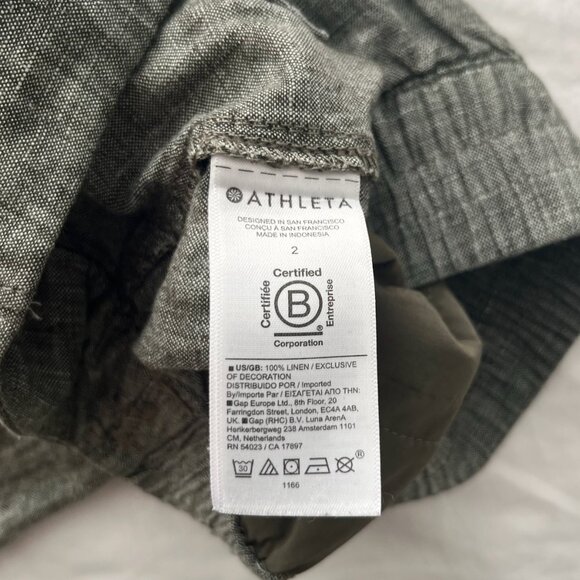 ATHLETA
DESIGNED IN SAN FRANCISCO
CONÇU À SAN FRANCISCO
MADE IN INDONESIA
2
Certified
Certifiée
B
Entreprise
®
Corporation
■ US/GB: 100% LINEN / EXCLUSIVE
OF DECORATION
DISTRIBUIDO POR / Imported
By/Importe Par / ΕΙΣΑΓΕΤΑΙ ΑΠΟ ΤΗΝ:
■ Gap Europe Ltd., 8th Floor, 20
Farringdon Street, London, EC4A 4AB,
UK. ■ Gap (RHC) B.V. Luna ArenA
Herikerbergweg 238 Amsterdam 1101
CM, Netherlands
RN 54023 / CA 17897
30
®
1166